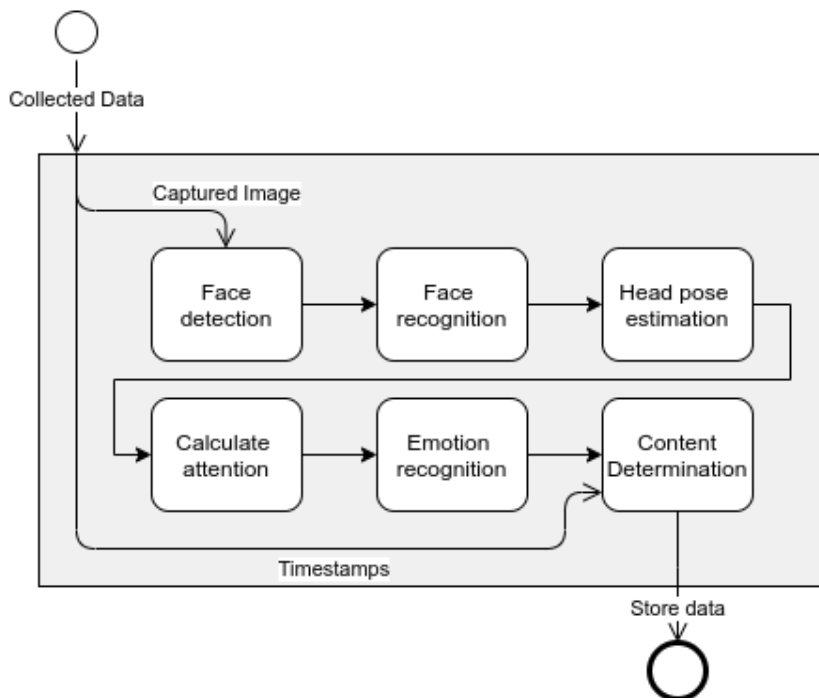 Collected Data
Captured Image
Face
detection
Face
recognition
Head pose
estimation
Calculate
attention
Emotion
recognition
Content
Determination
Timestamps
Store data